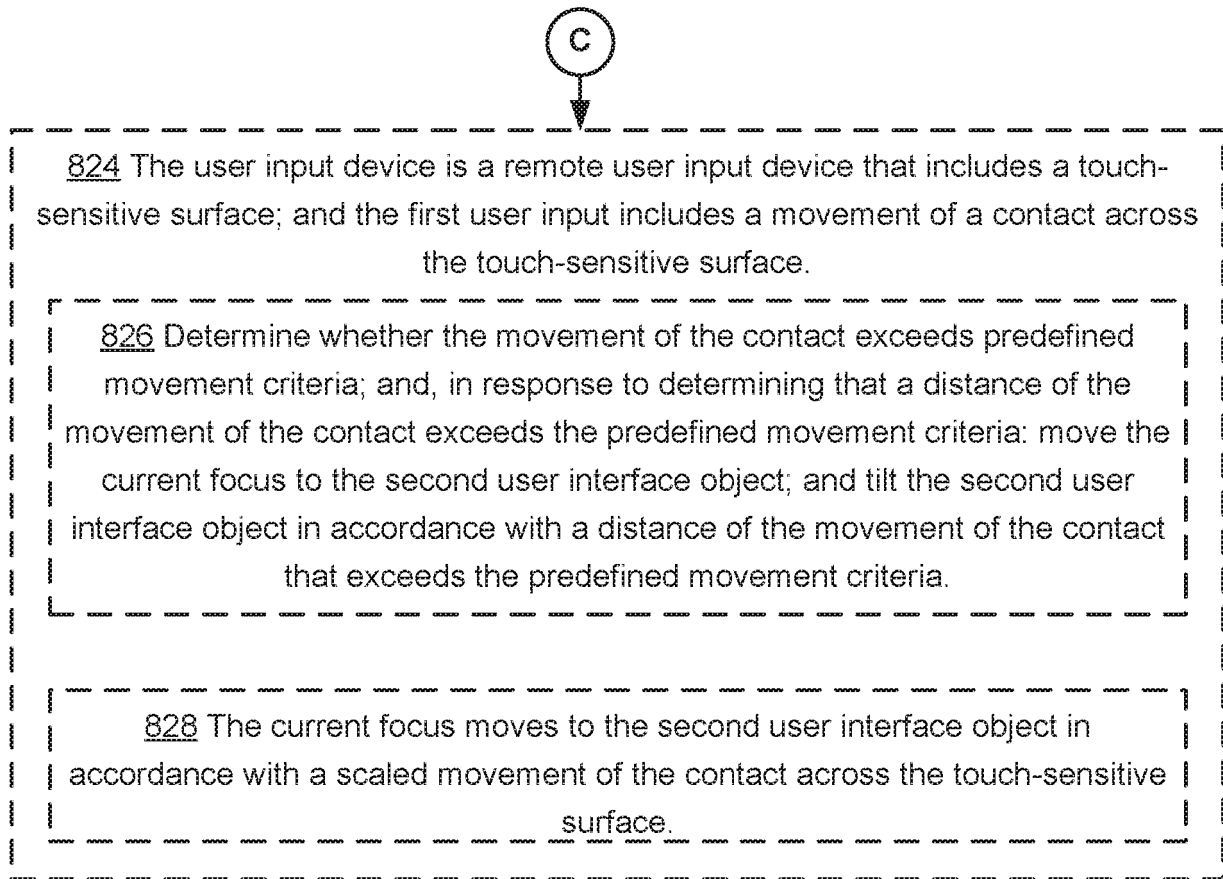 C
824 The user input device is a remote user input device that includes a touch-
sensitive surface; and the first user input includes a movement of a contact across
the touch-sensitive surface.
826 Determine whether the movement of the contact exceeds predefined
movement criteria; and, in response to determining that a distance of the
movement of the contact exceeds the predefined movement criteria: move the
current focus to the second user interface object; and tilt the second user
interface object in accordance with a distance of the movement of the contact
that exceeds the predefined movement criteria.
828 The current focus moves to the second user interface object in
accordance with a scaled movement of the contact across the touch-sensitive
surface.